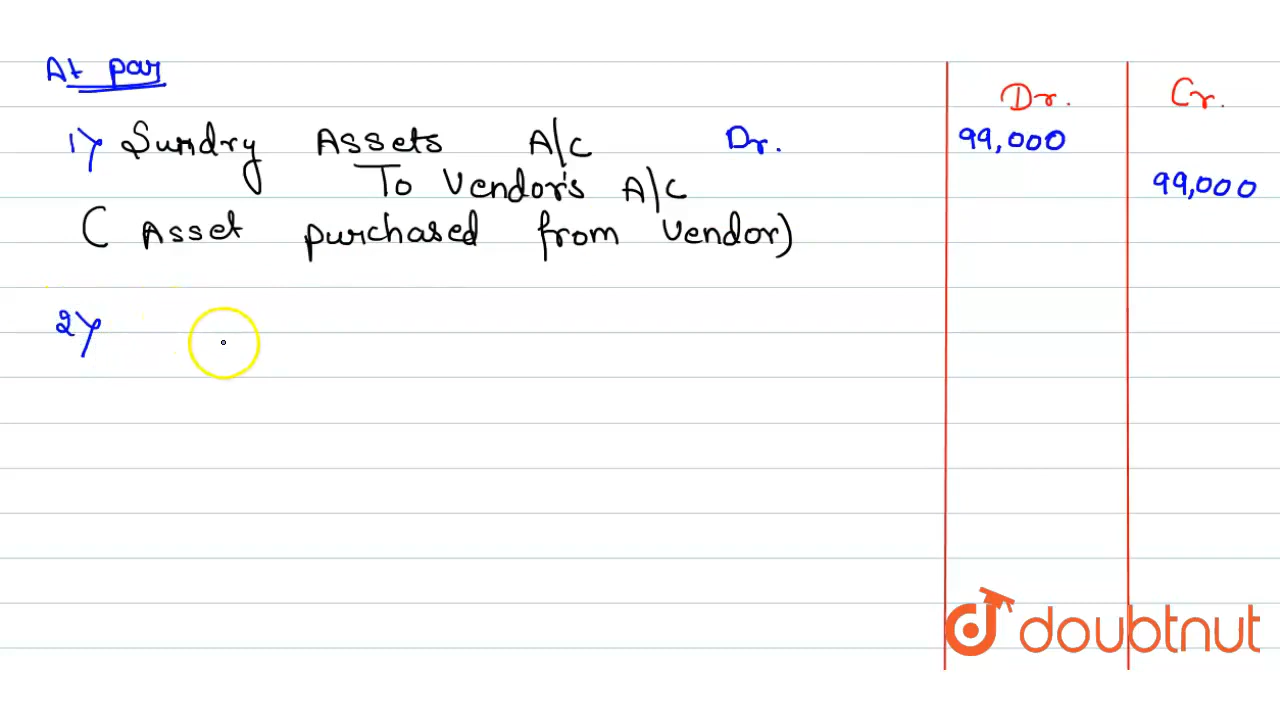 At par
Dr. Cr.
1) Sundry Assets A/c Dr. 99,000
To Vendor's A/c 99,000
( Asset purchased from vendor)
2)
doubtnut